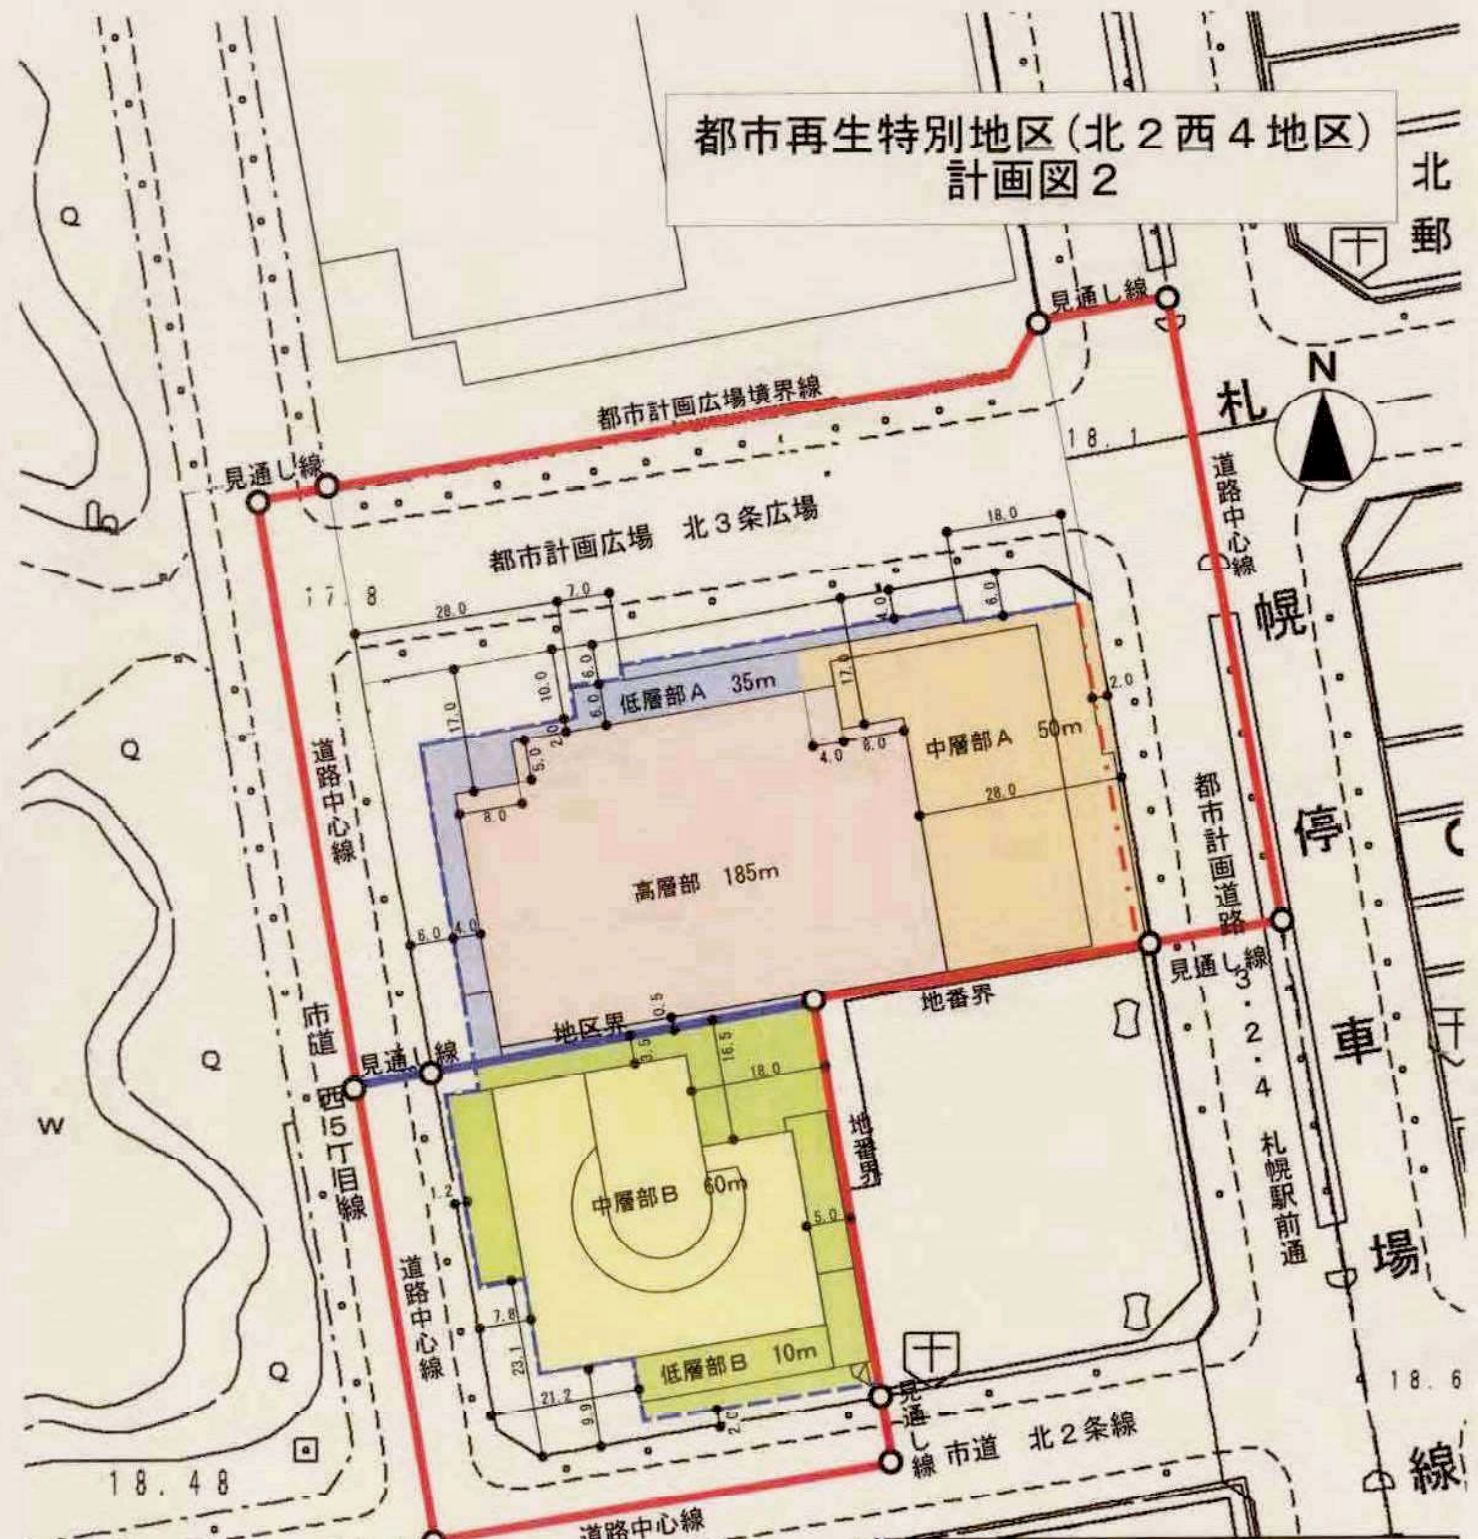 都市再生特別地区(北2西4地区)
計画図2
北
郵
見通し線
N
札
都市計画広場境界線
18.1
見通し線
道路中心線
都市計画広場 北3条広場
18.0
17.8
28.0
7.0
4.0
6.0
幌
6.0
10.0
17.0
低層部A 35m
6.0
2.0
17.0
2.0
中層部A 50m
5.0
4.0
8.0
道路中心線
8.0
28.0
都市計画道路
停
高層部 185m
6.0
4.0
見通し線
地番界
3・2・4 札幌駅前通
0.5
地区界
市道 西5丁目線
見通し線
3.5
16.5
18.0
車
地番界
1.2
中層部B 60m
5.0
場
道路中心線
7.8
23.1
低層部B 10m
21.2
9.9
2.0
見通し線
18.6
市道 北2条線
線
18.48
道路中心線
Q
Q
Q
Q
W